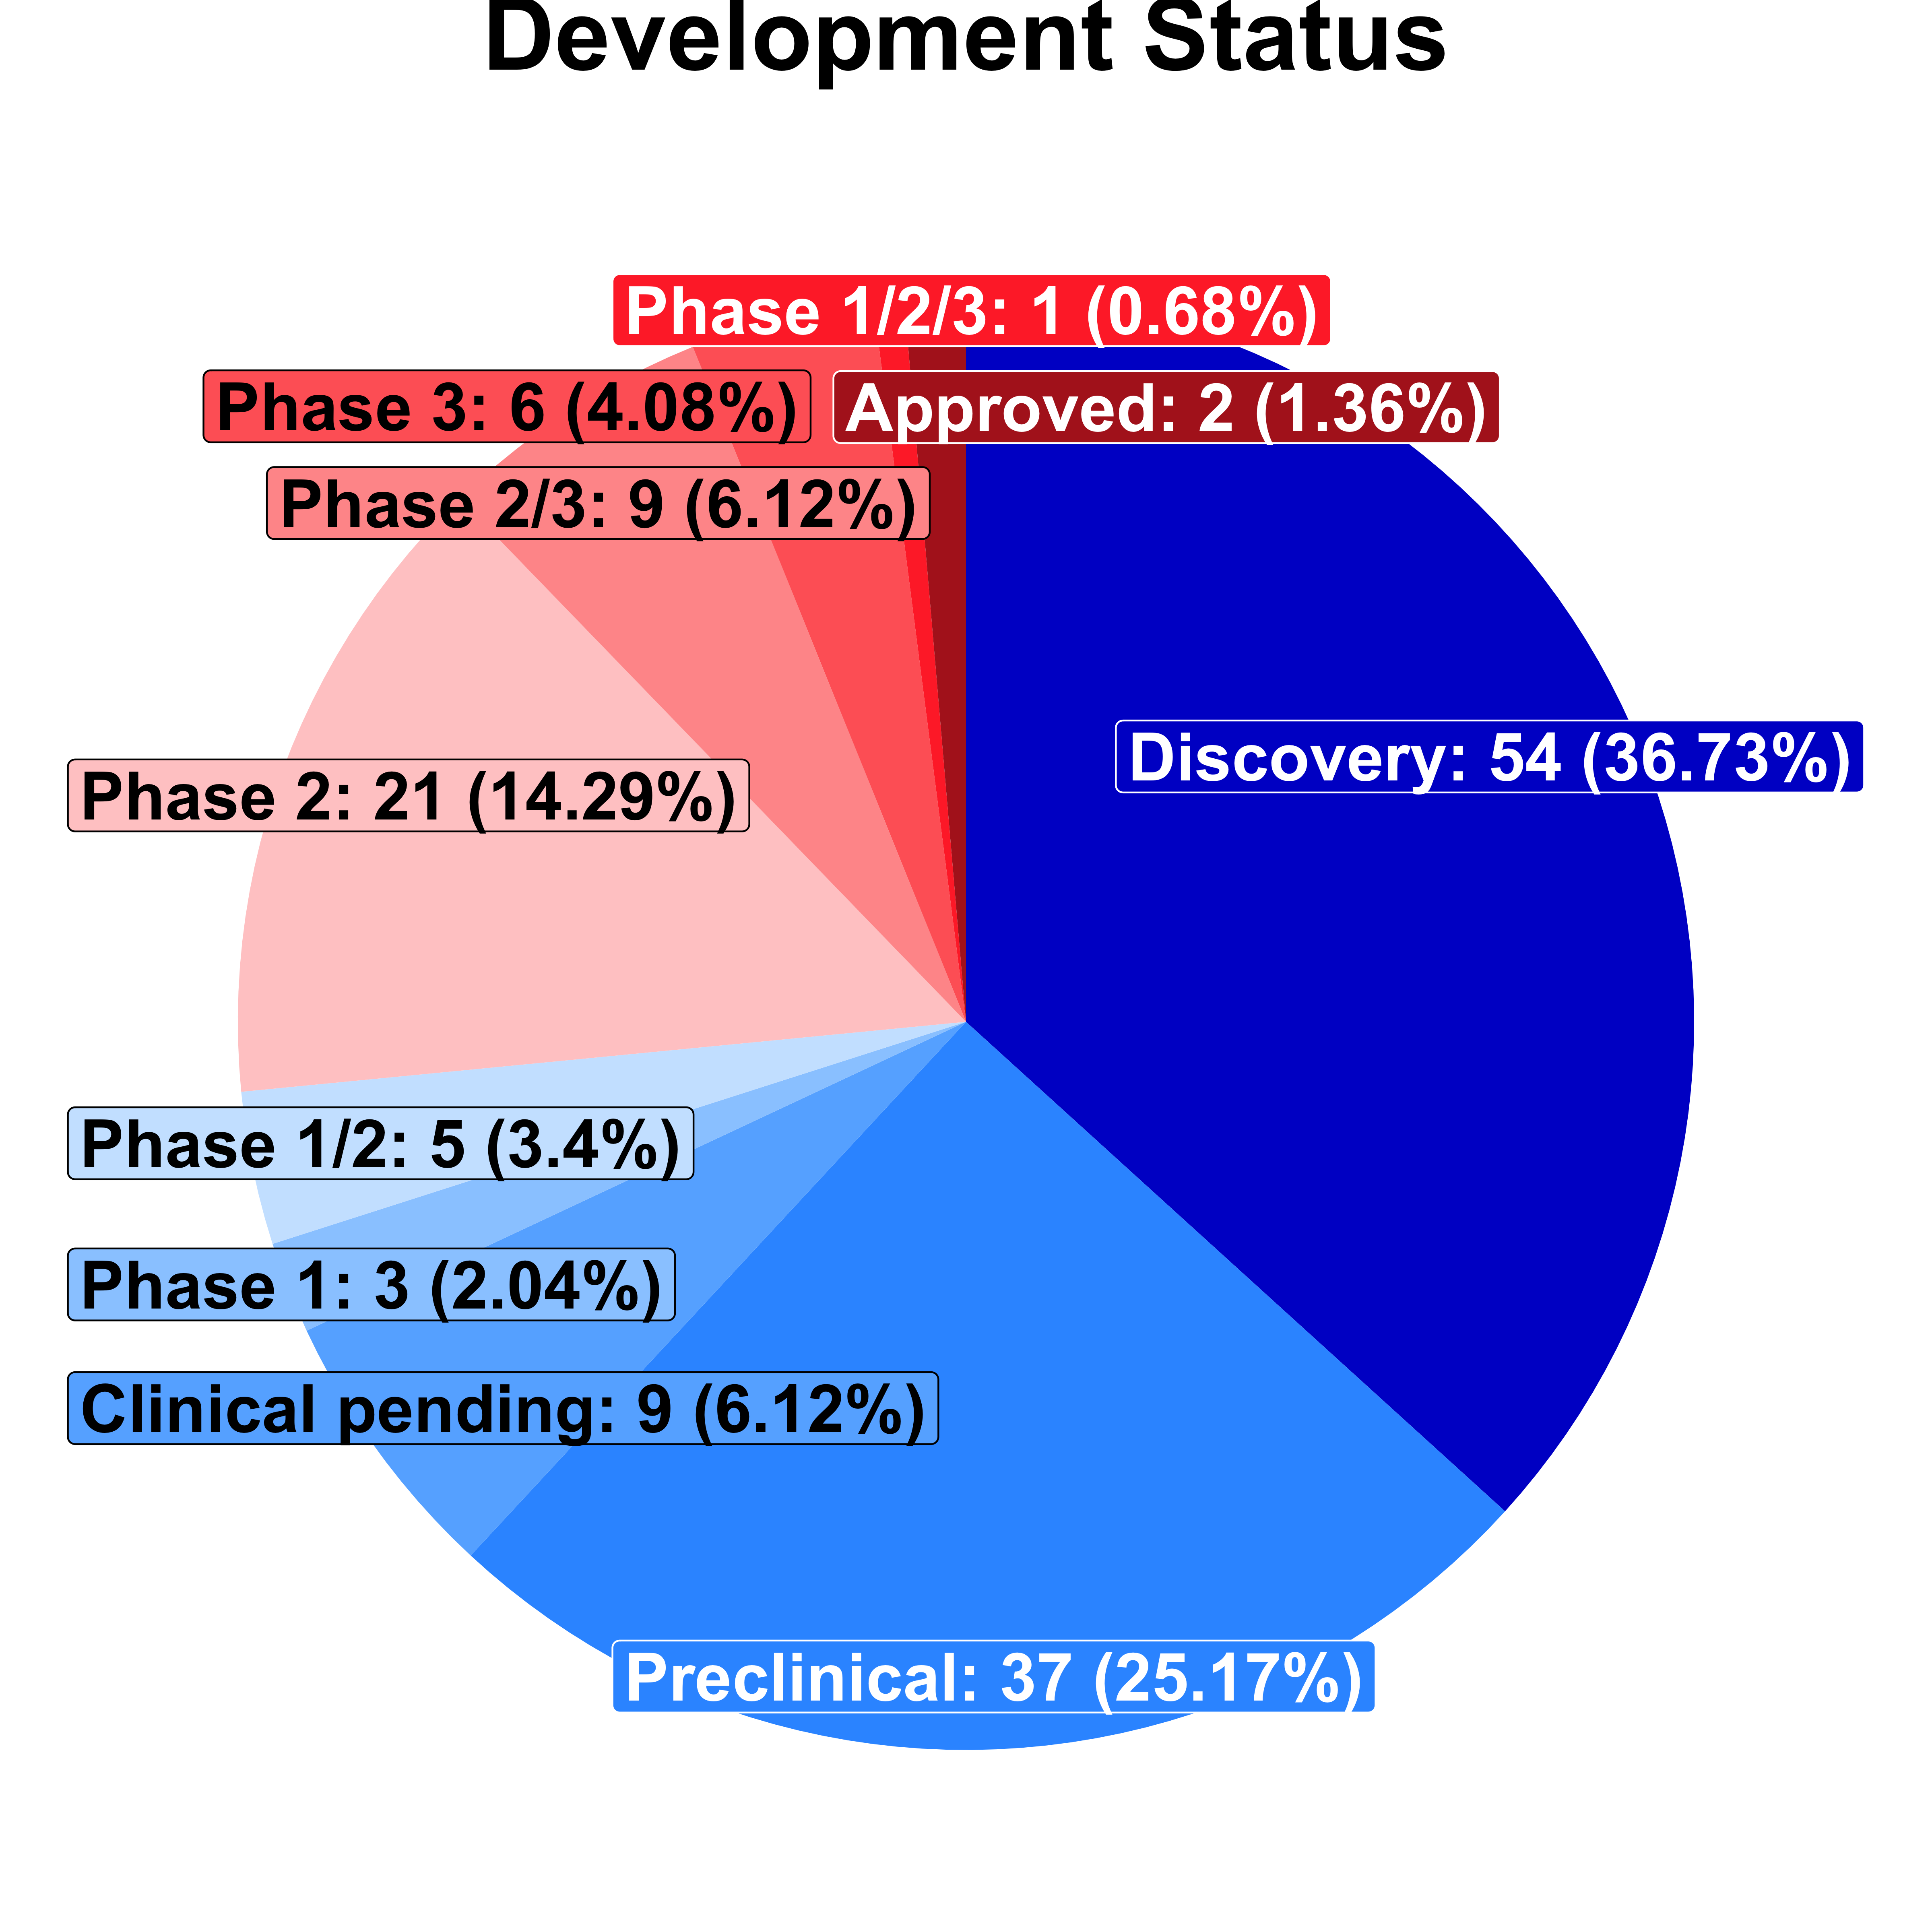 Development Status
Phase 1/2/3: 1 (0.68%)
Phase 3: 6 (4.08%)
Approved: 2 (1.36%)
Phase 2/3: 9 (6.12%)
Discovery: 54 (36.73%)
Phase 2: 21 (14.29%)
Phase 1/2: 5 (3.4%)
Phase 1: 3 (2.04%)
Clinical pending: 9 (6.12%)
Preclinical: 37 (25.17%)